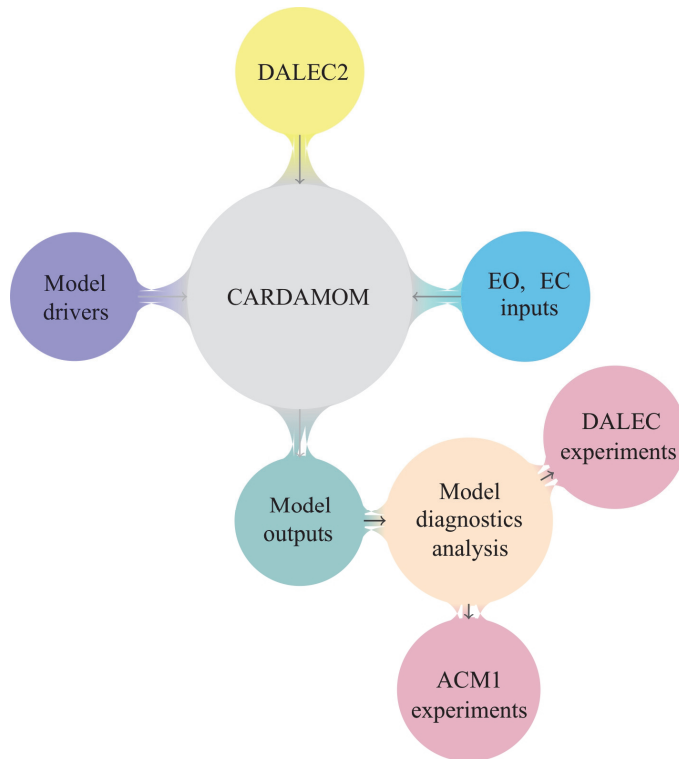 DALEC2
Model
drivers
CARDAMOM
EO, EC
inputs
DALEC
experiments
Model
outputs
Model
diagnostics
analysis
ACM1
experiments